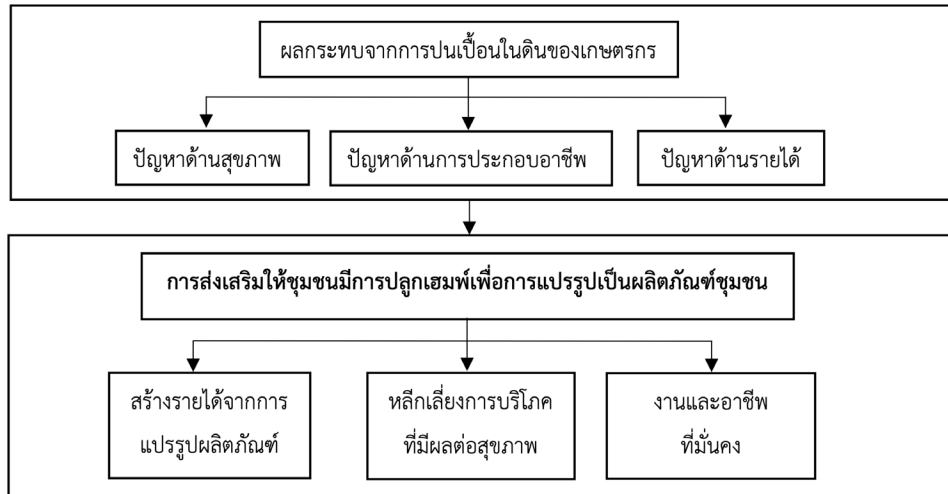 ผลกระทบจากการปนเปื้อนในดินของเกษตรกร
ปัญหาด้านสุขภาพ
ปัญหาด้านการประกอบอาชีพ
ปัญหาด้านรายได้
การส่งเสริมให้ชุมชนมีการปลูกเฮมพ์เพื่อการแปรรูปเป็นผลิตภัณฑ์ชุมชน
สร้างรายได้จากการ
แปรรูปผลิตภัณฑ์
หลีกเลี่ยงการบริโภค
ที่มีผลต่อสุขภาพ
งานและอาชีพ
ที่มั่นคง